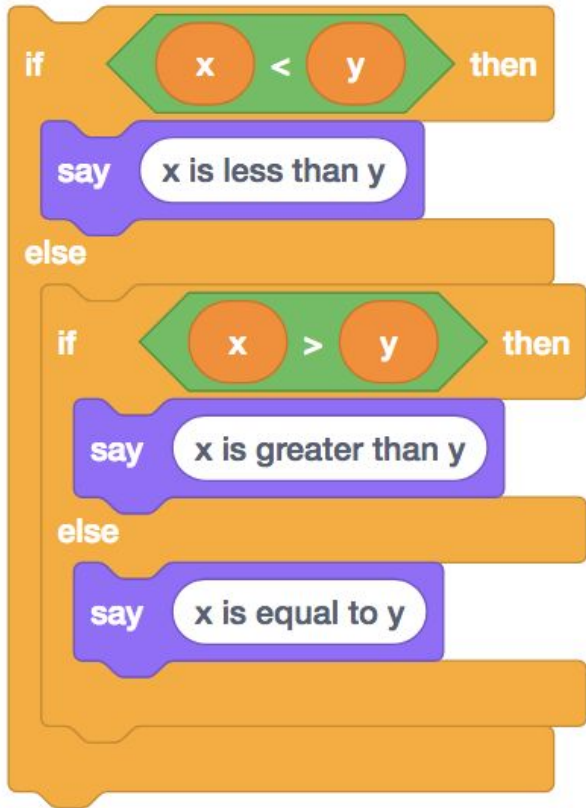 if x < y then
say x is less than y
else
if x > y then
say x is greater than y
else
say x is equal to y